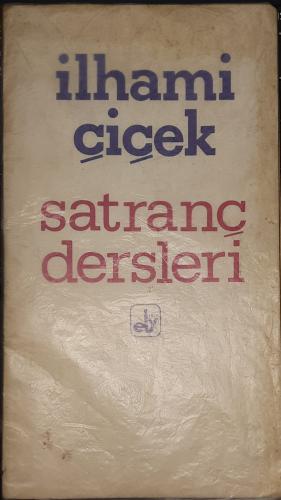 ilhami
çiçek
satranç
dersleri